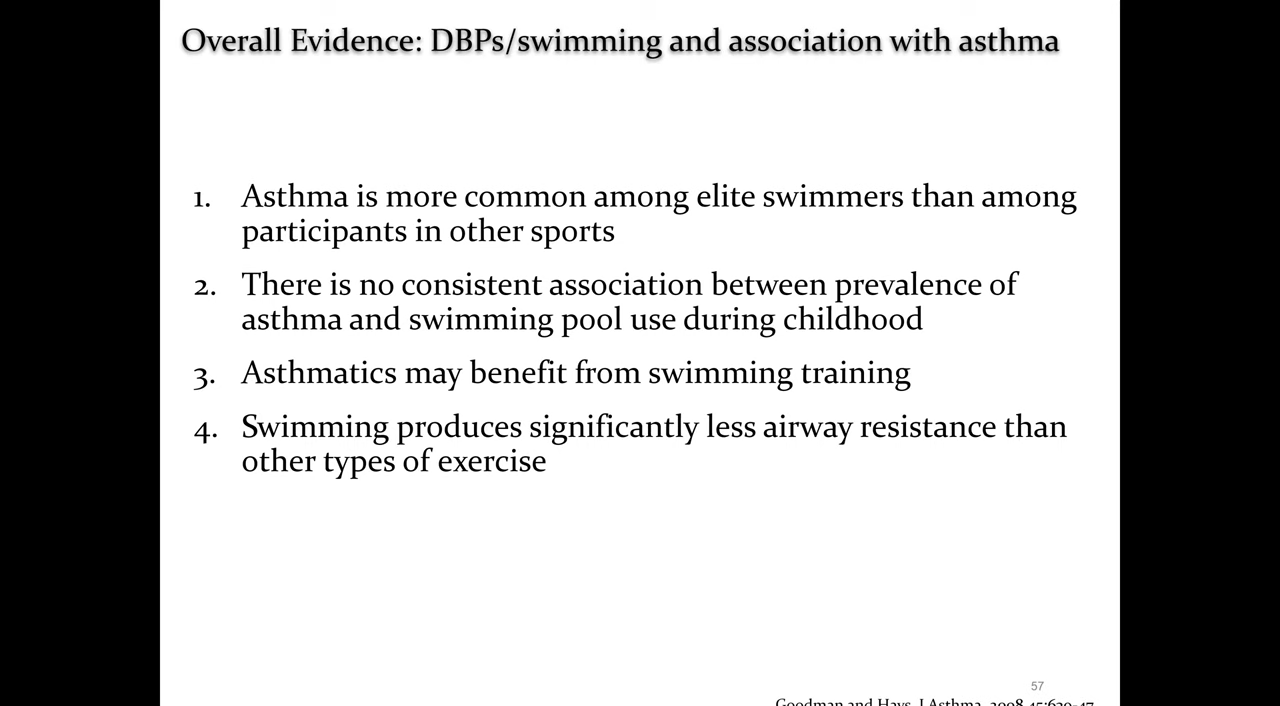 Overall Evidence: DBPs/swimming and association with asthma
1. Asthma is more common among elite swimmers than among
participants in other sports
2. There is no consistent association between prevalence of
asthma and swimming pool use during childhood
3. Asthmatics may benefit from swimming training
4. Swimming produces significantly less airway resistance than
other types of exercise
57
Goodman and Hays, J Asthma, 2008